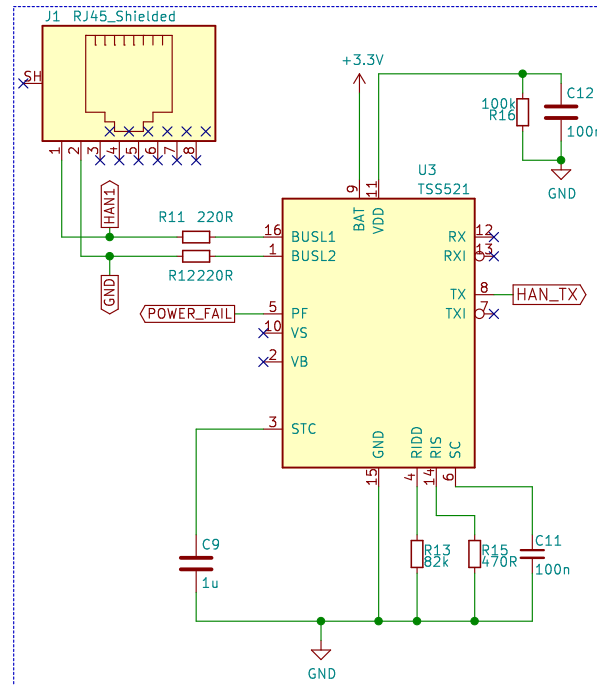 J1 RJ45_Shielded
SH
1 2 3 4 5 6 7 8
HAN1
GND
R11 220R
R12 220R
POWER_FAIL
+3.3V
100k
R16
C12
100n
GND
U3
TSS521
9
11
BAT
VDD
16 BUSL1
1 BUSL2
5 PF
10 VS
2 VB
3 STC
RX 12
RXI 13
TX 8
TXI 7
HAN_TX
GND
RIDD
RIS
SC
15
4
14
6
C9
1u
R13
82k
R15
470R
C11
100n
GND